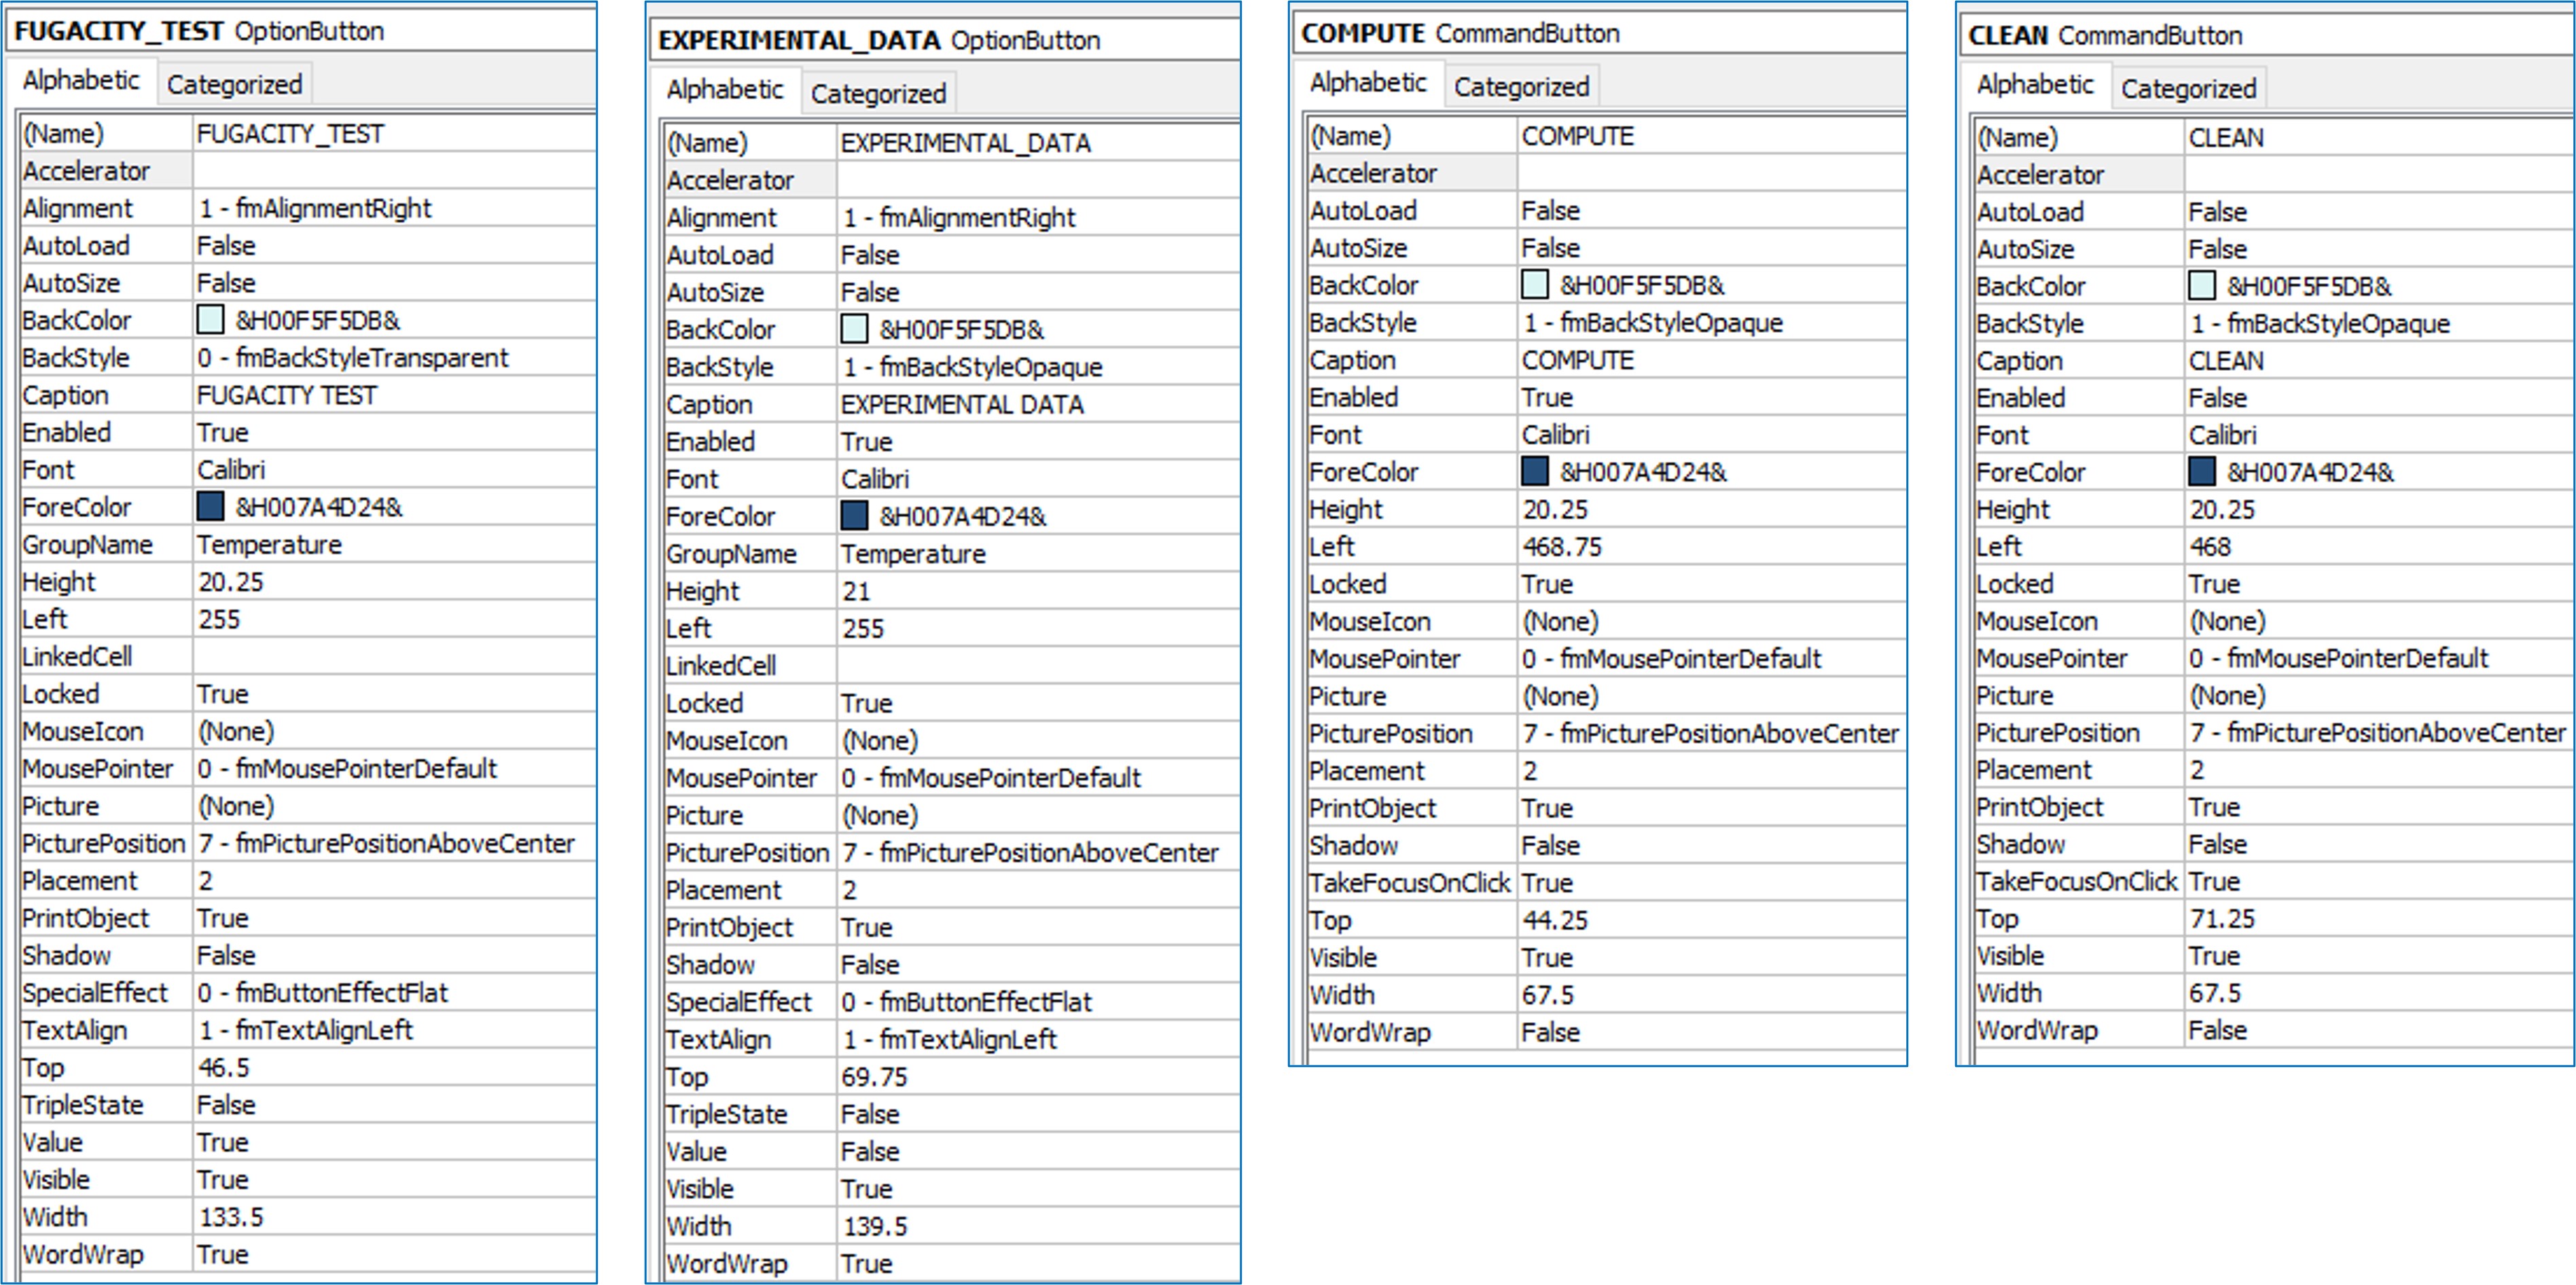 FUGACITY_TEST OptionButton
Alphabetic Categorized
(Name) FUGACITY_TEST
Accelerator
Alignment 1 - fmAlignmentRight
AutoLoad False
AutoSize False
BackColor &H00F5F5DB&
BackStyle 0 - fmBackStyleTransparent
Caption FUGACITY TEST
Enabled True
Font Calibri
ForeColor &H007A4D24&
GroupName Temperature
Height 20.25
Left 255
LinkedCell
Locked True
MouseIcon (None)
MousePointer 0 - fmMousePointerDefault
Picture (None)
PicturePosition 7 - fmPicturePositionAboveCenter
Placement 2
PrintObject True
Shadow False
SpecialEffect 0 - fmButtonEffectFlat
TextAlign 1 - fmTextAlignLeft
Top 46.5
TripleState False
Value True
Visible True
Width 133.5
WordWrap True
EXPERIMENTAL_DATA OptionButton
Alphabetic Categorized
(Name) EXPERIMENTAL_DATA
Accelerator
Alignment 1 - fmAlignmentRight
AutoLoad False
AutoSize False
BackColor &H00F5F5DB&
BackStyle 1 - fmBackStyleOpaque
Caption EXPERIMENTAL DATA
Enabled True
Font Calibri
ForeColor &H007A4D24&
GroupName Temperature
Height 21
Left 255
LinkedCell
Locked True
MouseIcon (None)
MousePointer 0 - fmMousePointerDefault
Picture (None)
PicturePosition 7 - fmPicturePositionAboveCenter
Placement 2
PrintObject True
Shadow False
SpecialEffect 0 - fmButtonEffectFlat
TextAlign 1 - fmTextAlignLeft
Top 69.75
TripleState False
Value False
Visible True
Width 139.5
WordWrap True
COMPUTE CommandButton
Alphabetic Categorized
(Name) COMPUTE
Accelerator
AutoLoad False
AutoSize False
BackColor &H00F5F5DB&
BackStyle 1 - fmBackStyleOpaque
Caption COMPUTE
Enabled True
Font Calibri
ForeColor &H007A4D24&
Height 20.25
Left 468.75
Locked True
MouseIcon (None)
MousePointer 0 - fmMousePointerDefault
Picture (None)
PicturePosition 7 - fmPicturePositionAboveCenter
Placement 2
PrintObject True
Shadow False
TakeFocusOnClick True
Top 44.25
Visible True
Width 67.5
WordWrap False
CLEAN CommandButton
Alphabetic Categorized
(Name) CLEAN
Accelerator
AutoLoad False
AutoSize False
BackColor &H00F5F5DB&
BackStyle 1 - fmBackStyleOpaque
Caption CLEAN
Enabled False
Font Calibri
ForeColor &H007A4D24&
Height 20.25
Left 468
Locked True
MouseIcon (None)
MousePointer 0 - fmMousePointerDefault
Picture (None)
PicturePosition 7 - fmPicturePositionAboveCenter
Placement 2
PrintObject True
Shadow False
TakeFocusOnClick True
Top 71.25
Visible True
Width 67.5
WordWrap False